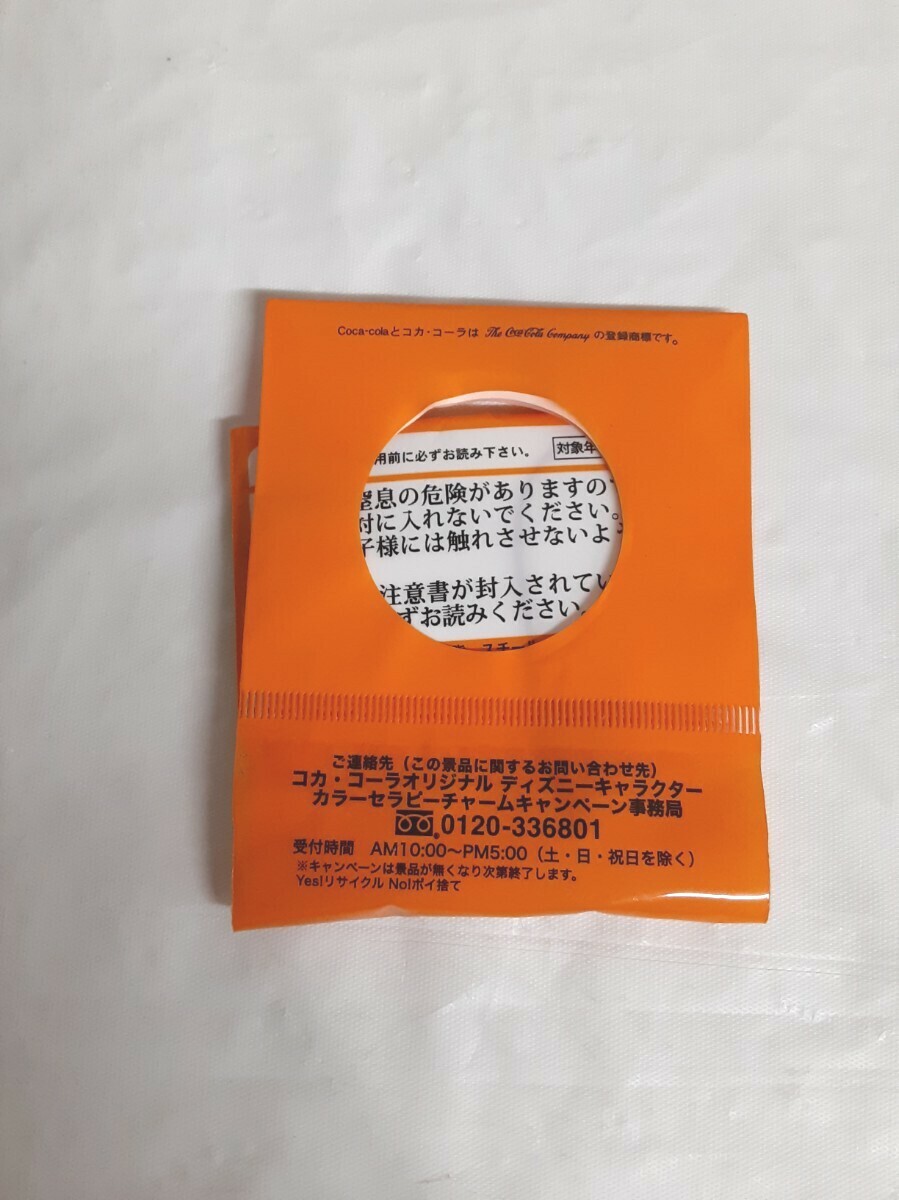 Coca-colaとコカ・コーラは The Coca-Cola Company の登録商標です。
用前に必ずお読み下さい。 対象年
窒息の危険がありますの
対に入れないでください。
子様には触れさせないよ
注意書が封入されてい
ずお読みください。
スチー
ご連絡先（この景品に関するお問い合わせ先）
コカ・コーラオリジナル ディズニーキャラクター
カラーセラピーチャームキャンペーン事務局
0120-336801
受付時間 AM10:00～PM5:00（土・日・祝日を除く）
※キャンペーンは景品が無くなり次第終了します。
Yes!リサイクル No!ポイ捨て